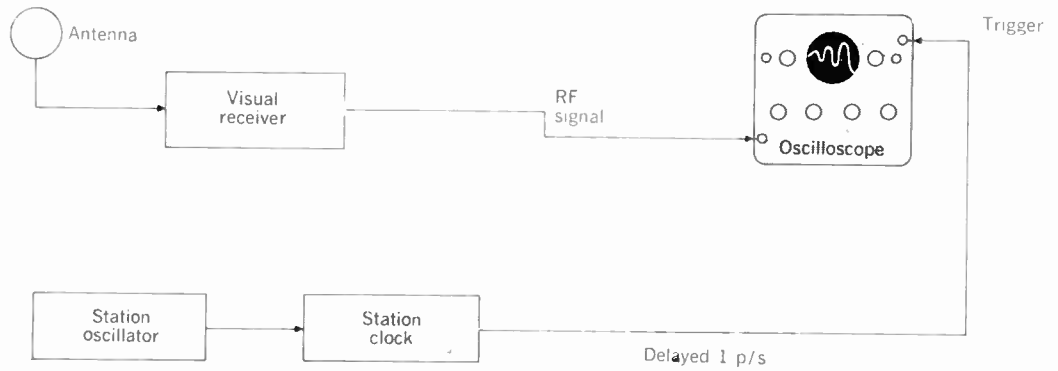 Antenna
Trigger
Visual
receiver
RF
signal
Oscilloscope
Station
oscillator
Station
clock
Delayed 1 p/s